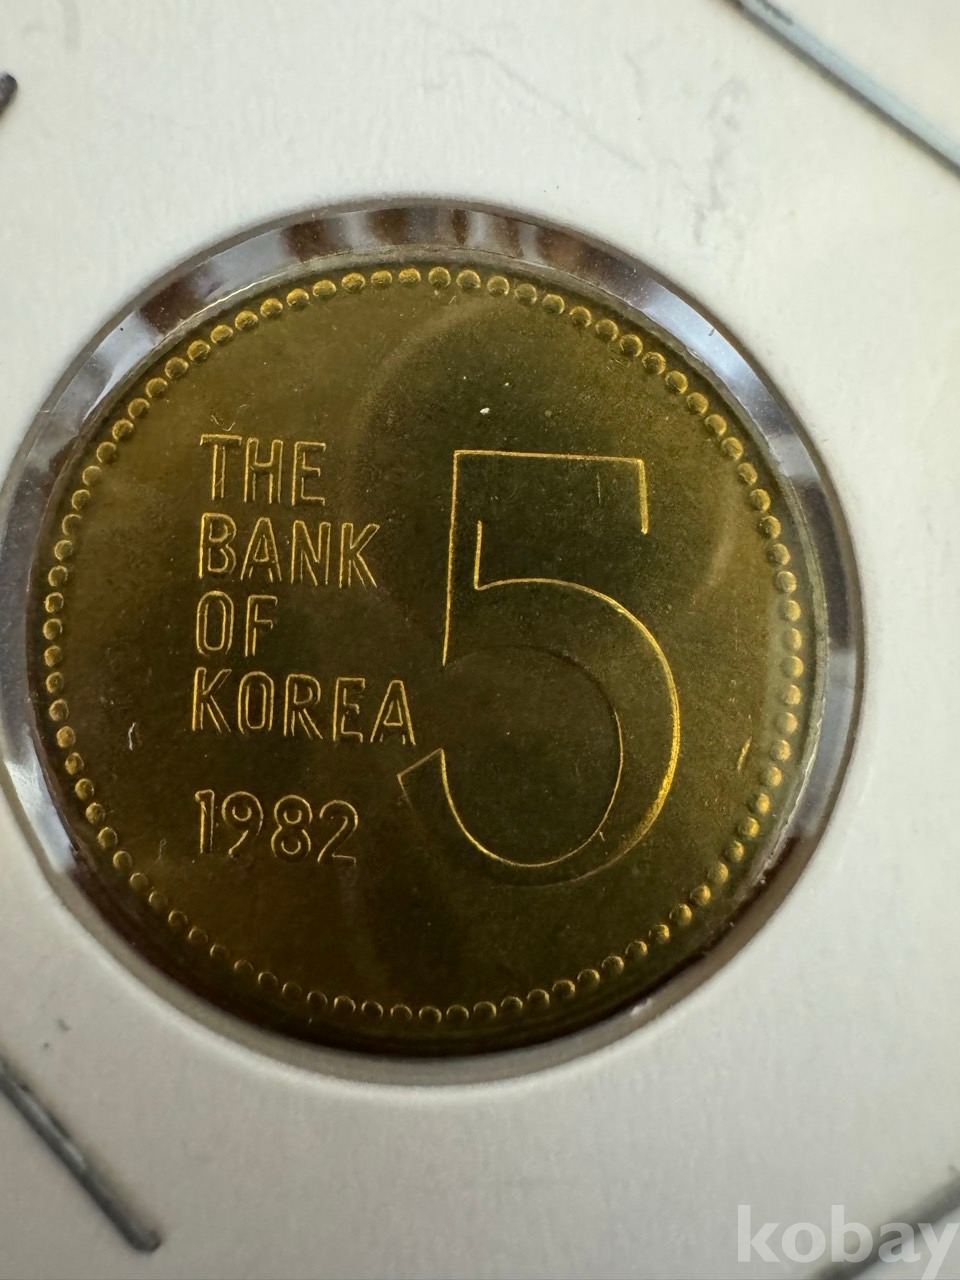 THE
BANK
OF
KOREA
1982
5
kobay